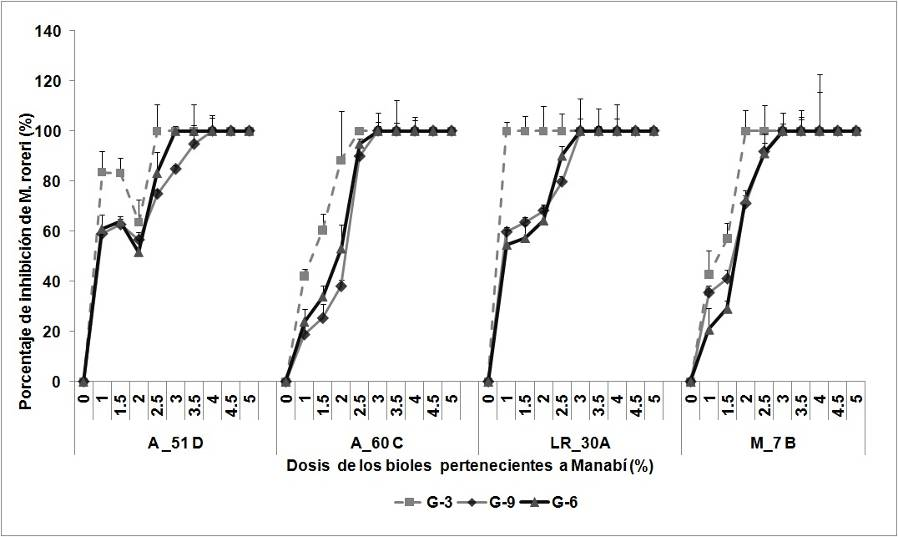 Porcentaje de inhibición de M. roreri (%)
140
120
100
80
60
40
20
0
0 1 1.5 2 2.5 3 3.5 4 4.5 5
0 1 1.5 2 2.5 3 3.5 4 4.5 5
0 1 1.5 2 2.5 3 3.5 4 4.5 5
0 1 1.5 2 2.5 3 3.5 4 4.5 5
A_51 D A_60 C LR_30A M_7 B
Dosis de los bioles pertenecientes a Manabí (%)
G-3 G-9 G-6